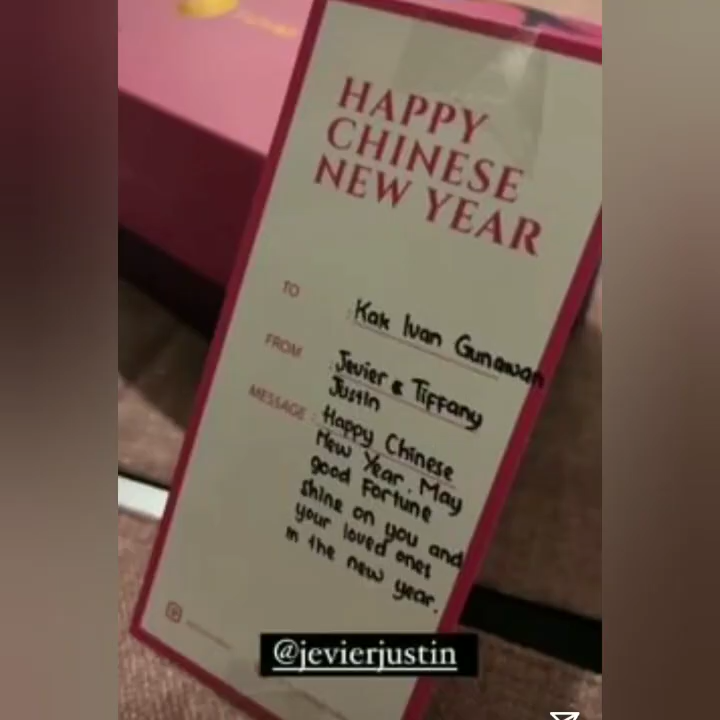 HAPPY
CHINESE
NEW YEAR
TO : Kak Ivan Gunawan
FROM : Jevier & Tiffany
Justin
MESSAGE : Happy Chinese
New Year. May
good Fortune
shine on you and
your loved ones
in the new year.
@jevierjustin